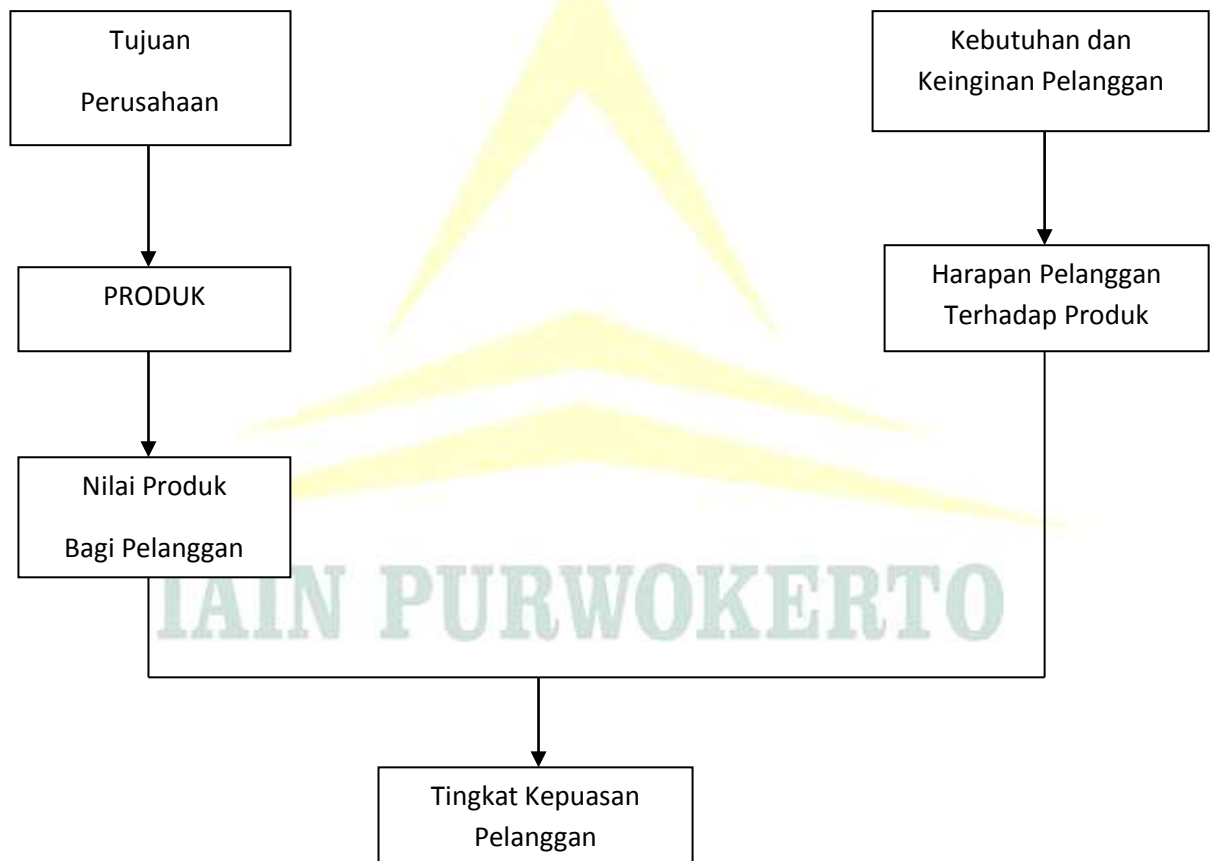 Tujuan
Perusahaan
Kebutuhan dan
Keinginan Pelanggan
PRODUK
Harapan Pelanggan
Terhadap Produk
Nilai Produk
Bagi Pelanggan
IAIN PURWOKERTO
Tingkat Kepuasan
Pelanggan